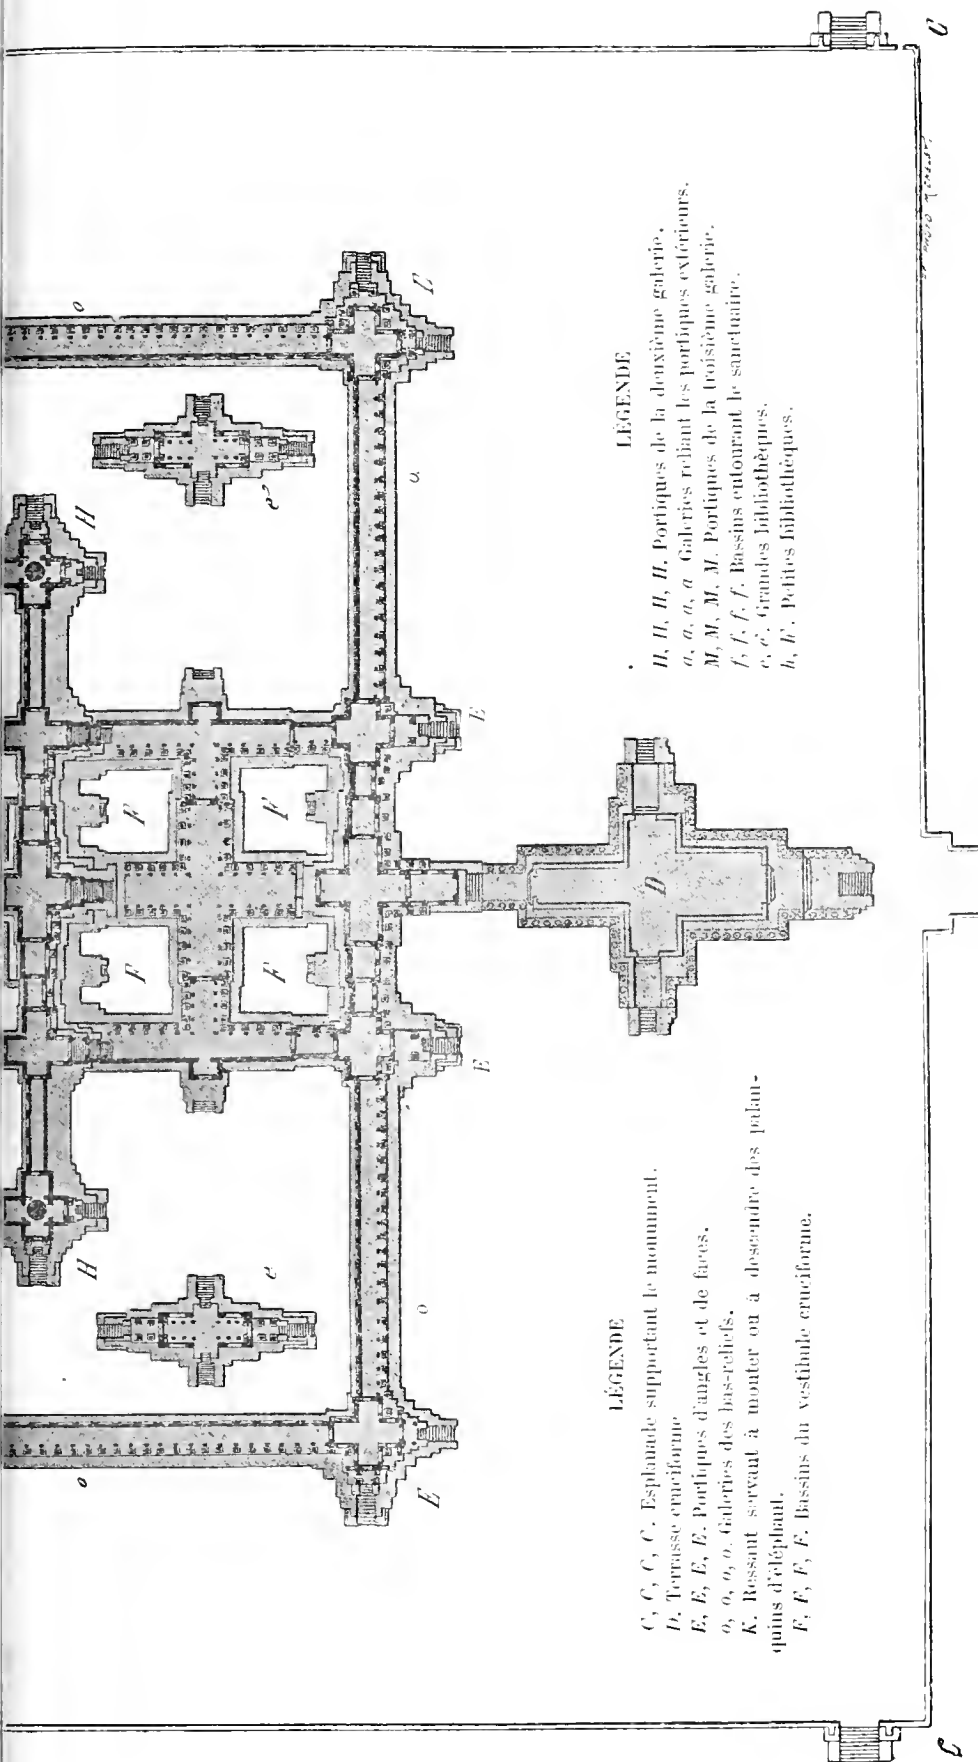 LÉGENDE
C, C, C, C. Esplanade supportant le monument.
D. Terrasse cruciforme
E, E, E, E. Portiques d'angles et de faces.
o, o, o, o. Galeries des bas-reliefs.
K. Ressaut servant à monter ou à descendre des palan-
quins d'éléphant.
F, F, F, F. Bassins du vestibule cruciforme.
LÉGENDE
H, H, H, H. Portiques de la deuxième galerie.
a, a, a, a Galeries reliant les portiques extérieurs.
M, M, M, M. Portiques de la troisième galerie.
f, f, f, f. Bassins entourant le sanctuaire.
e, e'. Grandes bibliothèques.
h, h'. Petites bibliothèques.
C
C
o
o
o
a
E
E
E
E
H
H
e
e'
F
F
F
F
D